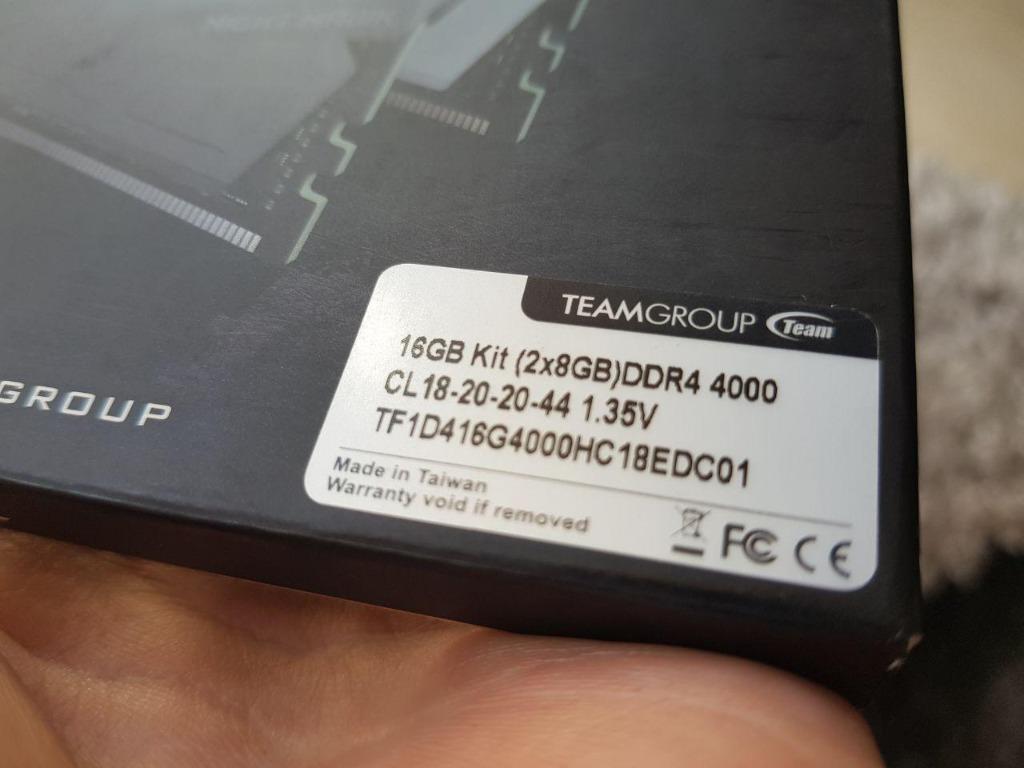 TEAMGROUP Team
16GB Kit (2x8GB)DDR4 4000
CL18-20-20-44 1.35V
TF1D416G4000HC18EDC01
GROUP
Made in Taiwan
Warranty void if removed
FC CE